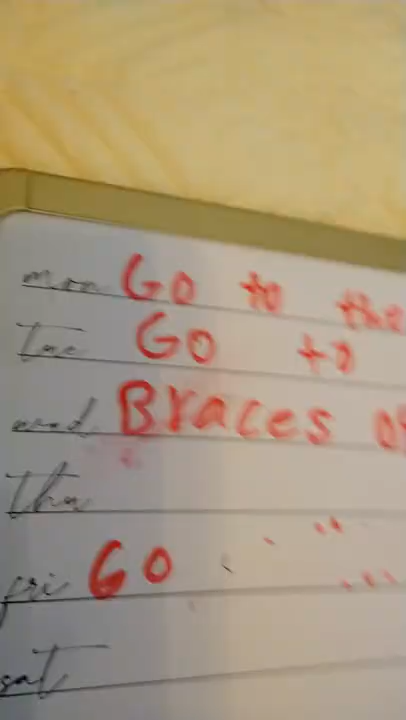 mon Go to the
Tue Go to
wed Braces
Thu
fri Go
sat